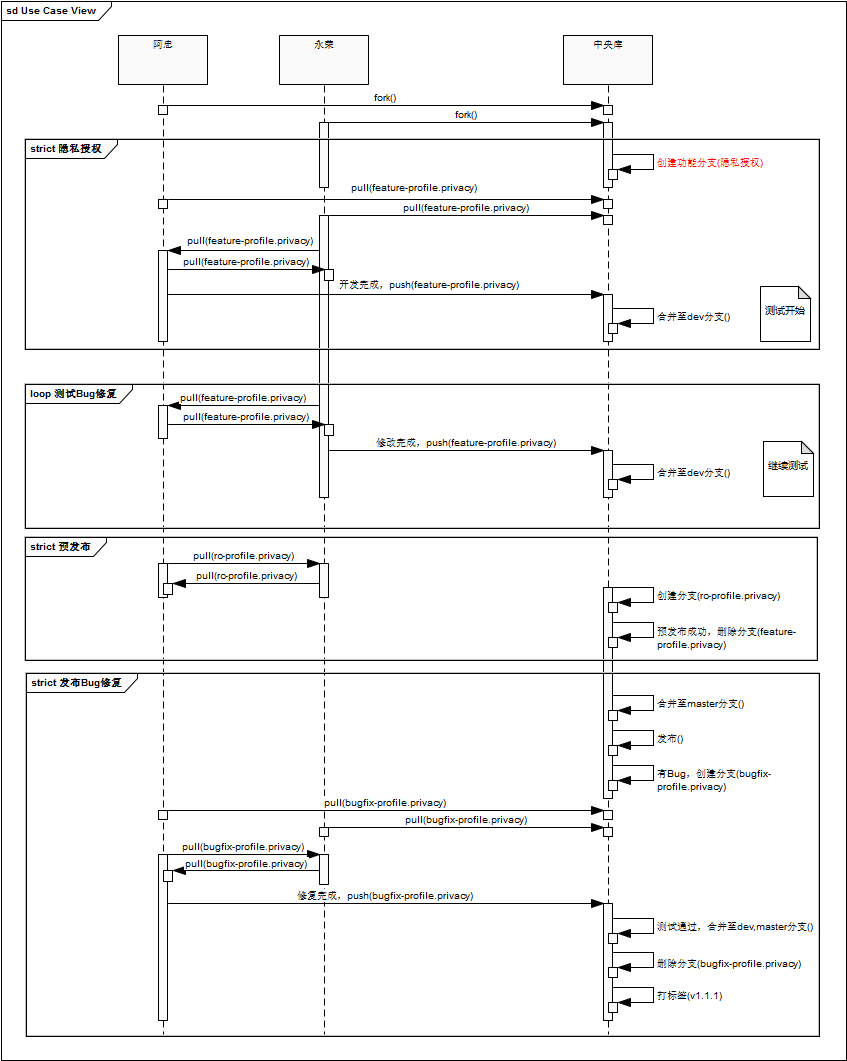 sd Use Case View
阿忠
永荣
中央库
fork()
fork()
strict 隐私授权
创建功能分支(隐私授权)
pull(feature-profile.privacy)
pull(feature-profile.privacy)
pull(feature-profile.privacy)
pull(feature-profile.privacy)
开发完成，push(feature-profile.privacy)
测试开始
合并至dev分支()
loop 测试Bug修复
pull(feature-profile.privacy)
pull(feature-profile.privacy)
修改完成，push(feature-profile.privacy)
继续测试
合并至dev分支()
strict 预发布
pull(rc-profile.privacy)
pull(rc-profile.privacy)
创建分支(rc-profile.privacy)
预发布成功，删除分支(feature-
profile.privacy)
strict 发布Bug修复
合并至master分支()
发布()
有Bug，创建分支(bugfix-
profile.privacy)
pull(bugfix-profile.privacy)
pull(bugfix-profile.privacy)
pull(bugfix-profile.privacy)
pull(bugfix-profile.privacy)
修复完成，push(bugfix-profile.privacy)
测试通过，合并至dev,master分支()
删除分支(bugfix-profile.privacy)
打标签(v1.1.1)